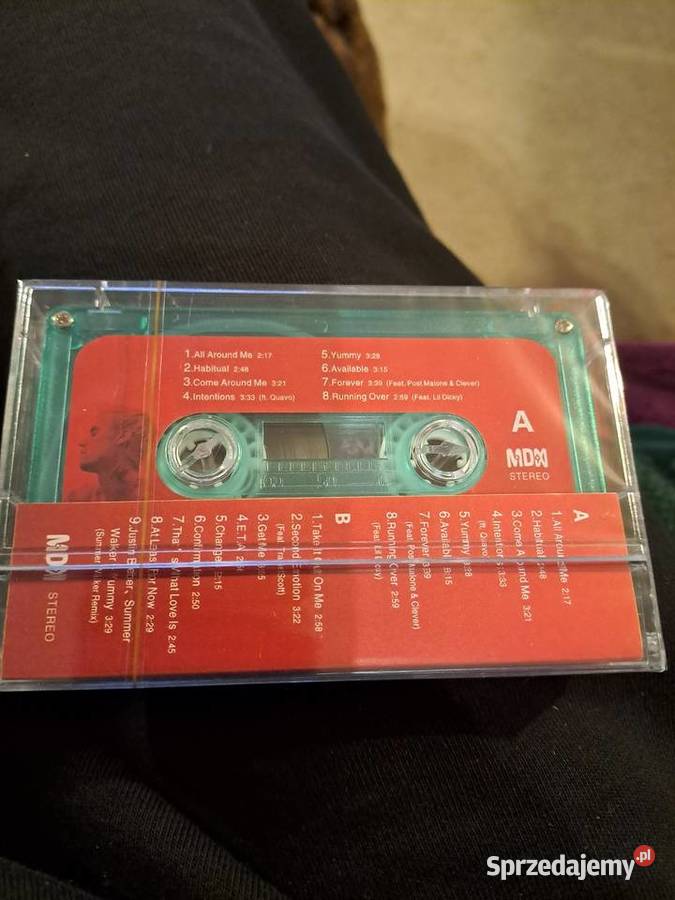 1.All Around Me 2:17
2.Habitual 2:48
3.Come Around Me 3:21
4.Intentions 3:33 (ft. Quavo)
5.Yummy 3:28
6.Available 3:15
7.Forever 3:39 (Feat. Post Malone & Clever)
8.Running Over 2:59 (Feat. Lil Dicky)
A
MDX
STEREO
A
1.All Around Me 2:17
2.Habitual 2:48
3.Come Around Me 3:21
4.Intentions 3:33
(ft. Quavo)
5.Yummy 3:28
6.Available 3:15
7.Forever 3:39
(Feat. Post Malone & Clever)
8.Running Over 2:59
(Feat. Lil Dicky)
B
1.Take It Out On Me 2:58
2.Second Emotion 3:22
(Feat. Travis Scott)
3.Get Me
4.E.T.A
5.Changes
6.Confirmation 2:50
7.That's What Love Is 2:45
8.At Least For Now 2:29
9.Justin Bieber、Summer
Walker Yummy 3:29
(Summer Walker Remix)
MDX
STEREO
Sprzedajemy.pl